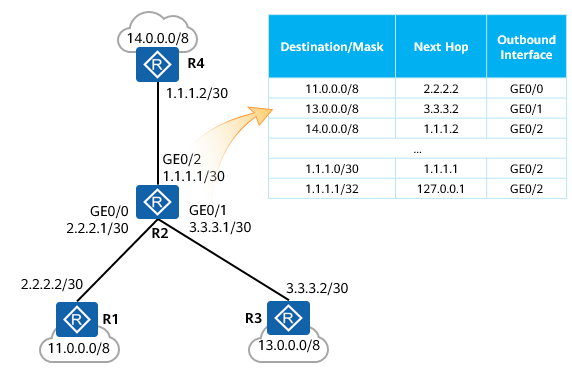 14.0.0.0/8
R
R4
1.1.1.2/30
Destination/Mask Next Hop Outbound
Interface
11.0.0.0/8 2.2.2.2 GE0/0
13.0.0.0/8 3.3.3.2 GE0/1
14.0.0.0/8 1.1.1.2 GE0/2
...
1.1.1.0/30 1.1.1.1 GE0/2
1.1.1.1/32 127.0.0.1 GE0/2
GE0/2
1.1.1.1/30
GE0/0
2.2.2.1/30
R
R2
GE0/1
3.3.3.1/30
2.2.2.2/30
R
R1
11.0.0.0/8
3.3.3.2/30
R3
R
13.0.0.0/8